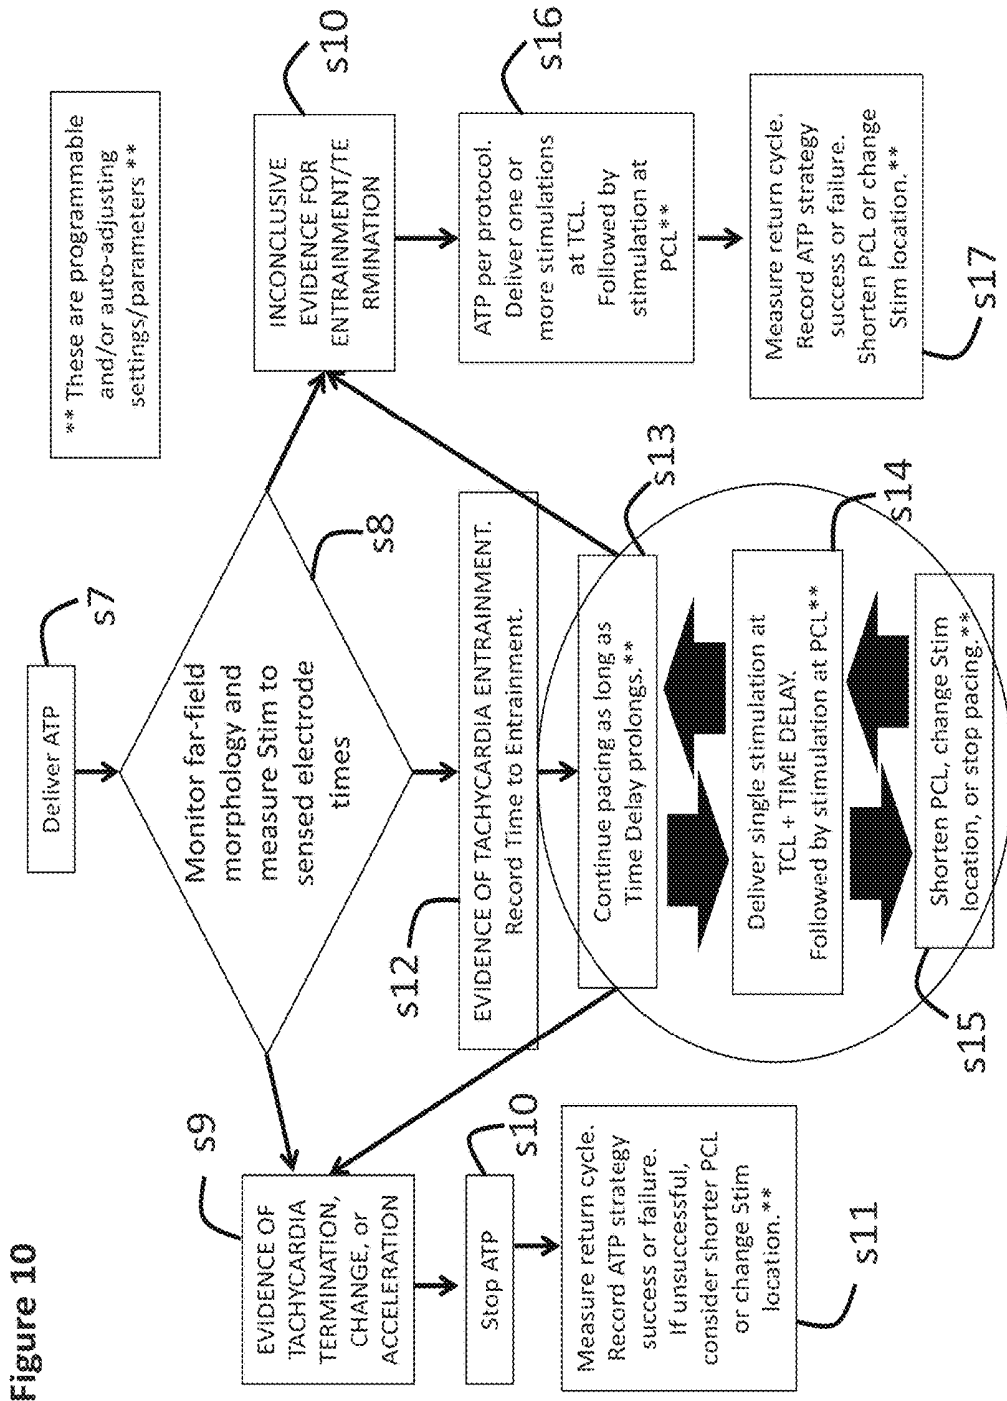 Figure 10
** These are programmable
and/or auto-adjusting
settings/parameters **
Deliver ATP
s7
Monitor far-field
morphology and
measure Stim to
sensed electrode
times
s8
s9
EVIDENCE OF
TACHYCARDIA
TERMINATION,
CHANGE, or
ACCELERATION
s10
Stop ATP
Measure return cycle.
Record ATP strategy
success or failure.
If unsuccessful,
consider shorter PCL
or change Stim
location.**
s11
s12
EVIDENCE OF TACHYCARDIA ENTRAINMENT.
Record Time to Entrainment.
s13
Continue pacing as long as
Time Delay prolongs.**
s14
Deliver single stimulation at
TCL + TIME DELAY.
Followed by stimulation at PCL**
s15
Shorten PCL, change Stim
location, or stop pacing.**
s10
INCONCLUSIVE
EVIDENCE FOR
ENTRAINMENT/TE
RMINATION
s16
ATP per protocol.
Deliver one or
more stimulations
at TCL.
Followed by
stimulation at
PCL**
Measure return cycle.
Record ATP strategy
success or failure.
Shorten PCL or change
Stim location.**
s17